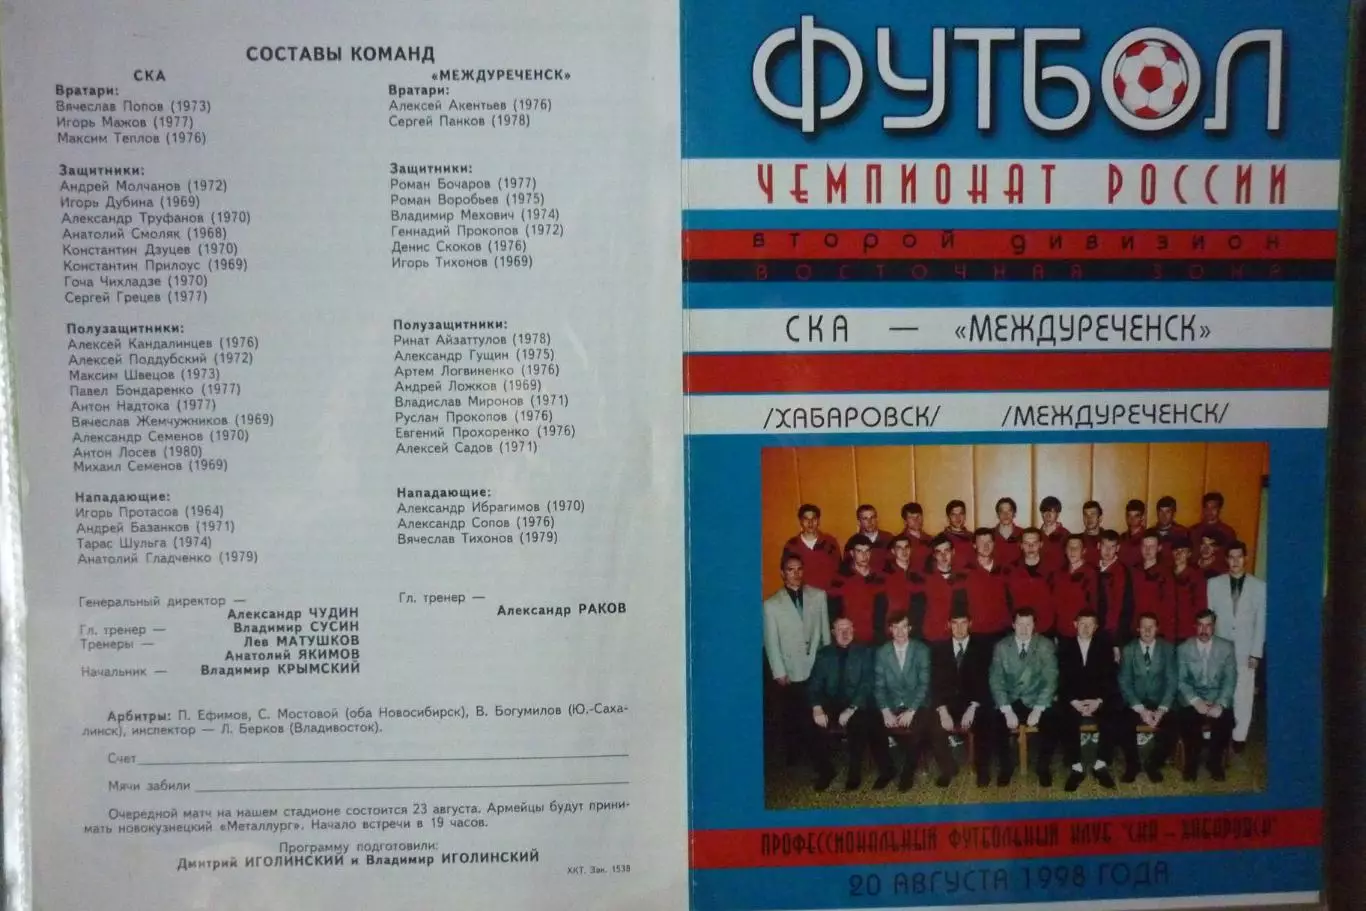 СОСТАВЫ КОМАНД
СКА
Вратари:
Вячеслав Попов (1973)
Игорь Мажов (1977)
Максим Теплов (1976)
Защитники:
Андрей Молчанов (1972)
Игорь Дубина (1969)
Александр Труфанов (1970)
Анатолий Смоляк (1968)
Константин Дзуцев (1970)
Константин Прилоус (1969)
Гоча Чихладзе (1970)
Сергей Грецев (1977)
Полузащитники:
Алексей Кандалинцев (1976)
Алексей Поддубский (1972)
Максим Швецов (1973)
Павел Бондаренко (1977)
Антон Надтока (1977)
Вячеслав Жемчужников (1969)
Александр Семенов (1970)
Антон Лосев (1980)
Михаил Семенов (1969)
Нападающие:
Игорь Протасов (1964)
Андрей Базанков (1971)
Тарас Шульга (1974)
Анатолий Гладченко (1979)
Генеральный директор —
Александр ЧУДИН
Гл. тренер — Владимир СУСИН
Тренеры — Лев МАТУШКОВ
Анатолий ЯКИМОВ
Начальник — Владимир КРЫМСКИЙ
«МЕЖДУРЕЧЕНСК»
Вратари:
Алексей Акентьев (1976)
Сергей Панков (1978)
Защитники:
Роман Бочаров (1977)
Роман Воробьев (1975)
Владимир Мехович (1974)
Геннадий Прокопов (1972)
Денис Скоков (1976)
Игорь Тихонов (1969)
Полузащитники:
Ринат Айзаттулов (1978)
Александр Гущин (1975)
Артем Логвиненко (1976)
Андрей Ложков (1969)
Владислав Миронов (1971)
Руслан Прокопов (1976)
Евгений Прохоренко (1976)
Алексей Садов (1971)
Нападающие:
Александр Ибрагимов (1970)
Александр Сопов (1976)
Вячеслав Тихонов (1979)
Гл. тренер —
Александр РАКОВ
Арбитры: П. Ефимов, С. Мостовой (оба Новосибирск), В. Богумилов (Ю.-Саха-
линск), инспектор — Л. Берков (Владивосток).
Счет
Мячи забили
Очередной матч на нашем стадионе состоится 23 августа. Армейцы будут прини-
мать новокузнецкий «Металлург». Начало встречи в 19 часов.
Программу подготовили:
Дмитрий ИГОЛИНСКИЙ и Владимир ИГОЛИНСКИЙ
ХКТ. Зак. 1538
ФУТБОЛ
ЧЕМПИОНАТ РОССИИ
второй дивизион
восточная зона
СКА — «МЕЖДУРЕЧЕНСК»
/ХАБАРОВСК/ /МЕЖДУРЕЧЕНСК/
ПРОФЕССИОНАЛЬНЫЙ ФУТБОЛЬНЫЙ КЛУБ "СКА - ХАБАРОВСК"
20 АВГУСТА 1998 ГОДА